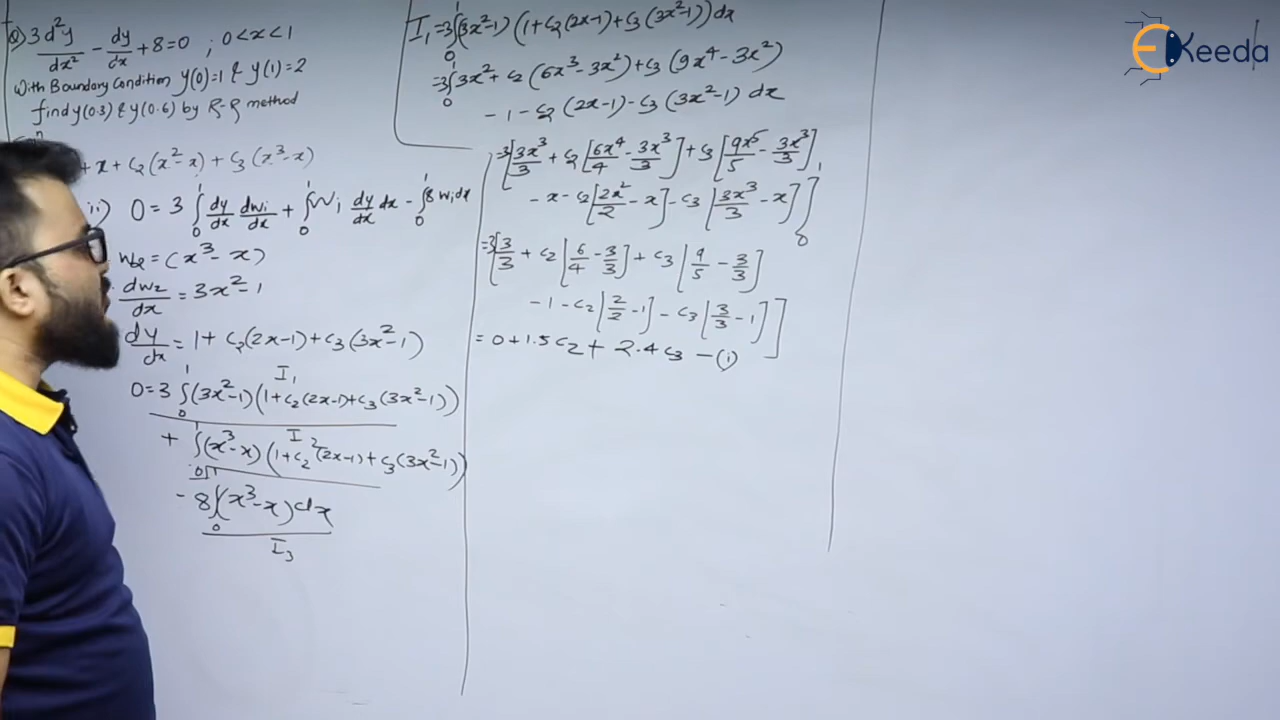 Q) 3 d²y/dx² - dy/dx + 8 = 0 ; 0 < x < 1
With Boundary Condition y(0)=1 & y(1)=2
find y(0.3) & y(0.6) by R-R method
+ x + c₂(x²-x) + c₃(x³-x)
ii) 0 = 3 ∫₀¹ dy/dx dwᵢ/dx + ∫₀¹ wᵢ dy/dx dx - ∫₀¹ 8 wᵢ dx
w₂ = (x³-x)
dw₂/dx = 3x²-1
dy/dx = 1 + c₂(2x-1) + c₃(3x²-1)
I₁
0 = 3 ∫₀¹ (3x²-1)(1+c₂(2x-1)+c₃(3x²-1))
I₂
+ ∫₀¹ (x³-x)(1+c₂(2x-1)+c₃(3x²-1))
- 8 ∫₀¹ (x³-x) dx
I₃
I₁ = 3 ∫₀¹ (3x²-1)(1+c₂(2x-1)+c₃(3x²-1)) dx
= 3 ∫₀¹ 3x² + c₂(6x³-3x²) + c₃(9x⁴-3x²)
- 1 - c₂(2x-1) - c₃(3x²-1) dx
= 3[3x³/3 + c₂[6x⁴/4 - 3x³/3] + c₃[9x⁵/5 - 3x³/3]
- x - c₂[2x²/2 - x] - c₃[3x³/3 - x]]₀¹
= 3[3/3 + c₂[6/4 - 3/3] + c₃[9/5 - 3/3]
- 1 - c₂[2/2 - 1] - c₃[3/3 - 1]]
= 0 + 1.5c₂ + 2.4c₃ - (1)
EKeeda